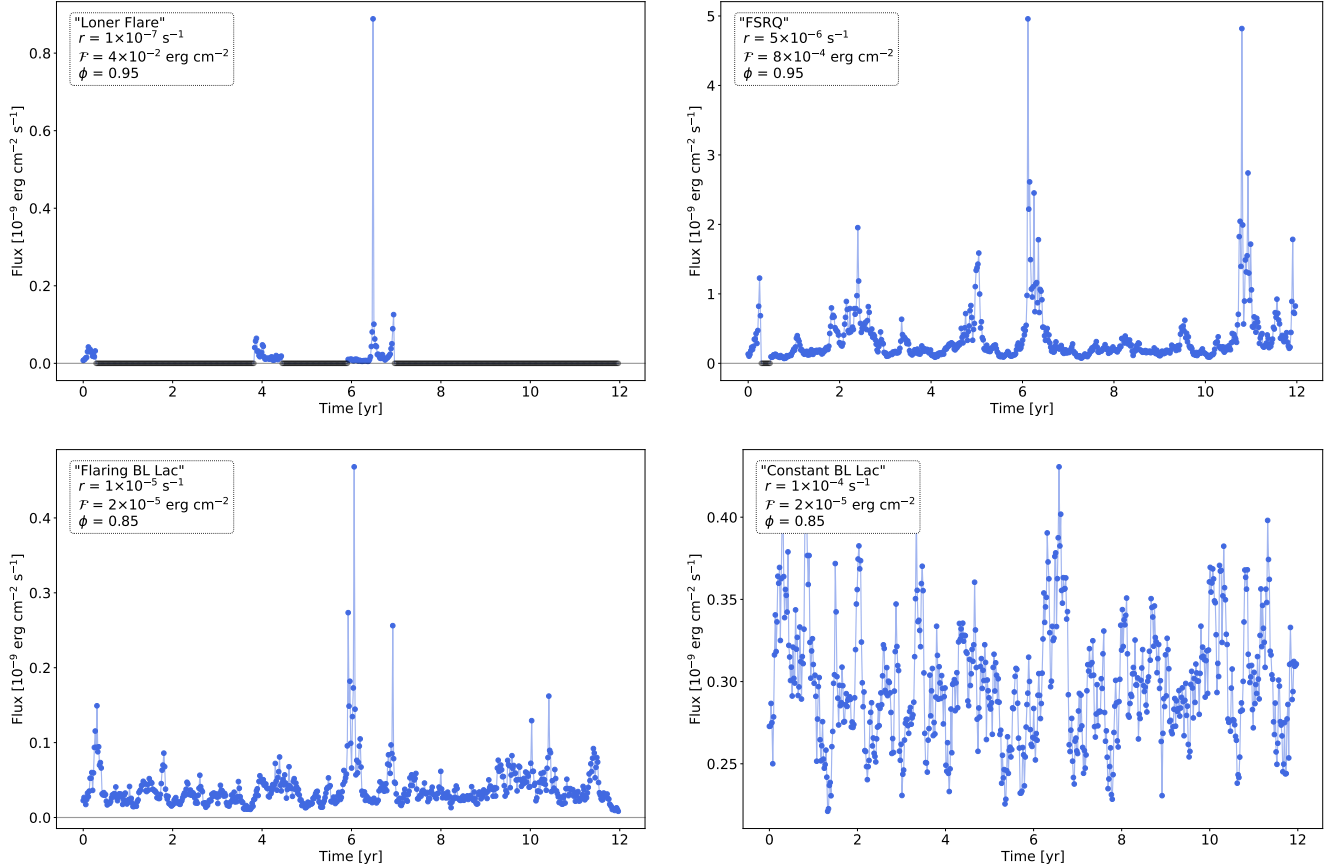 "Loner Flare"
r = 1×10⁻⁷ s⁻¹
ℱ = 4×10⁻² erg cm⁻²
ϕ = 0.95
0.8
0.6
0.4
0.2
0.0
Flux [10⁻⁹ erg cm⁻² s⁻¹]
0 2 4 6 8 10 12
Time [yr]
"FSRQ"
r = 5×10⁻⁶ s⁻¹
ℱ = 8×10⁻⁴ erg cm⁻²
ϕ = 0.95
5
4
3
2
1
0
Flux [10⁻⁹ erg cm⁻² s⁻¹]
0 2 4 6 8 10 12
Time [yr]
"Flaring BL Lac"
r = 1×10⁻⁵ s⁻¹
ℱ = 2×10⁻⁵ erg cm⁻²
ϕ = 0.85
0.4
0.3
0.2
0.1
0.0
Flux [10⁻⁹ erg cm⁻² s⁻¹]
0 2 4 6 8 10 12
Time [yr]
"Constant BL Lac"
r = 1×10⁻⁴ s⁻¹
ℱ = 2×10⁻⁵ erg cm⁻²
ϕ = 0.85
0.40
0.35
0.30
0.25
Flux [10⁻⁹ erg cm⁻² s⁻¹]
0 2 4 6 8 10 12
Time [yr]